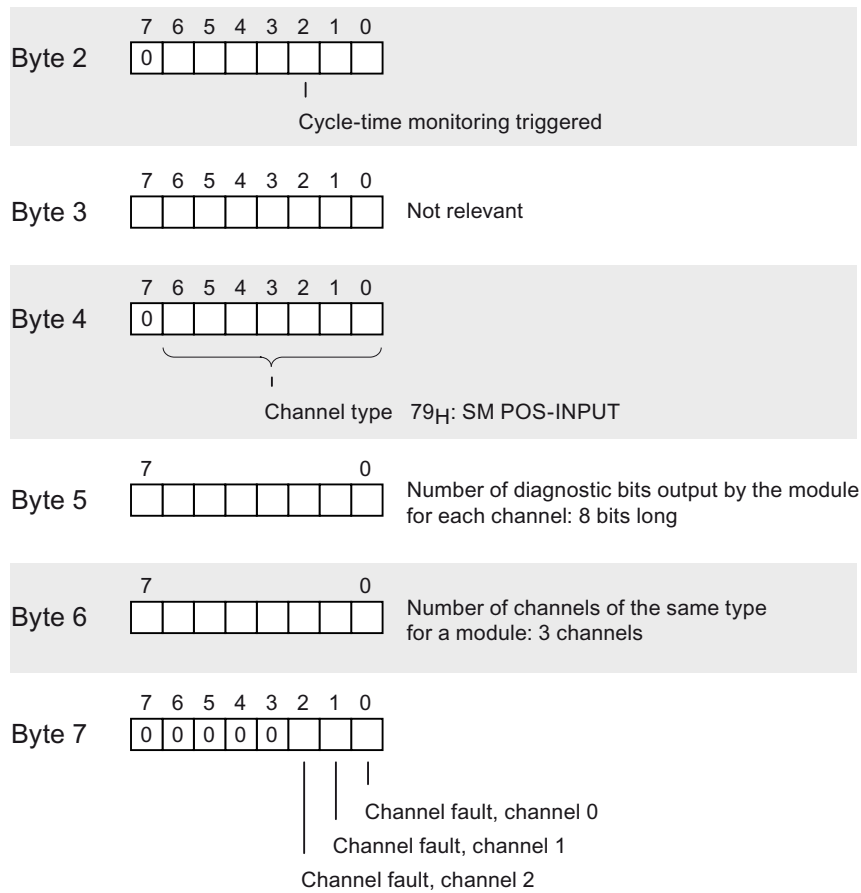 7 6 5 4 3 2 1 0
Byte 2 0
Cycle-time monitoring triggered
7 6 5 4 3 2 1 0
Byte 3 Not relevant
7 6 5 4 3 2 1 0
Byte 4 0
Channel type 79H: SM POS-INPUT
7 0
Byte 5 Number of diagnostic bits output by the module
for each channel: 8 bits long
7 0
Byte 6 Number of channels of the same type
for a module: 3 channels
7 6 5 4 3 2 1 0
Byte 7 0 0 0 0 0
Channel fault, channel 0
Channel fault, channel 1
Channel fault, channel 2